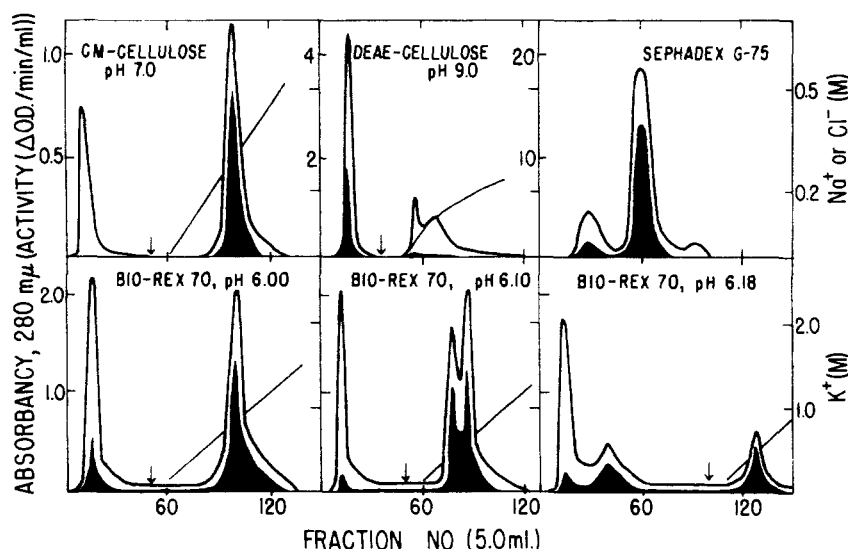 CM-CELLULOSE
pH 7.0
DEAE-CELLULOSE
pH 9.0
SEPHADEX G-75
1.0
0.5
4
2
20
10
0.5
0.2
Na+ or Cl- (M)
ABSORBANCY, 280 mμ (ACTIVITY (ΔOD./min/ml))
BIO-REX 70, pH 6.00
BIO-REX 70, pH 6.10
BIO-REX 70, pH 6.18
2.0
1.0
2.0
1.0
K+(M)
60
120
60
120
60
120
FRACTION NO (5.0ml.)